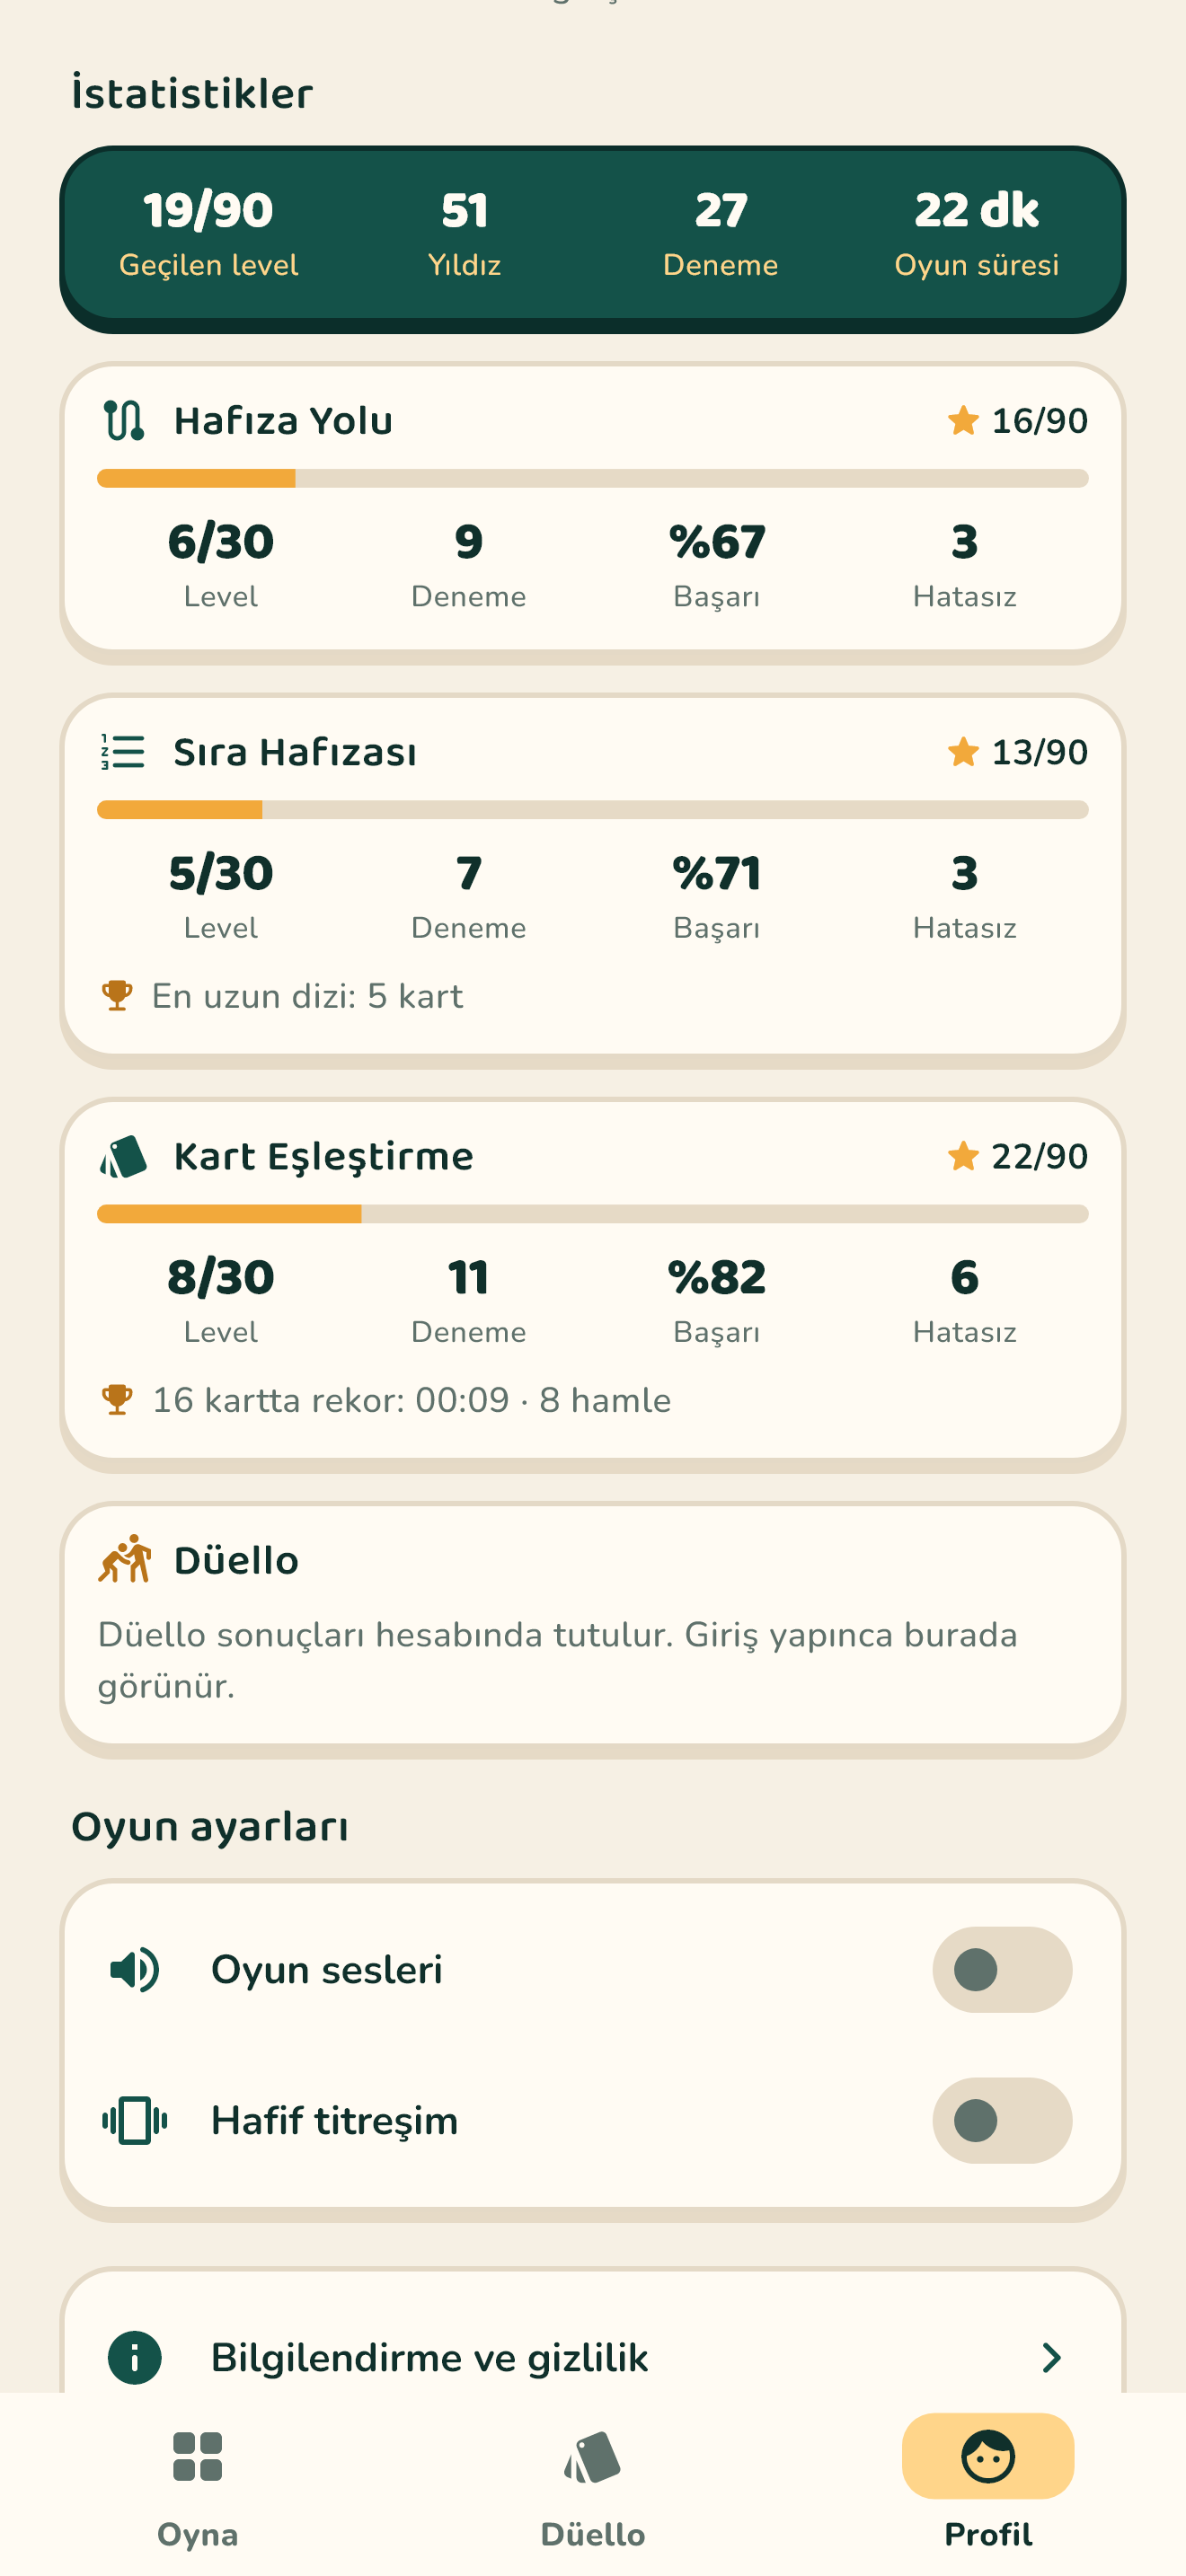 İstatistikler
19/90 51 27 22 dk
Geçilen level Yıldız Deneme Oyun süresi
Hafıza Yolu 16/90
6/30 9 %67 3
Level Deneme Başarı Hatasız
1
2
3
Sıra Hafızası 13/90
5/30 7 %71 3
Level Deneme Başarı Hatasız
En uzun dizi: 5 kart
Kart Eşleştirme 22/90
8/30 11 %82 6
Level Deneme Başarı Hatasız
16 kartta rekor: 00:09 · 8 hamle
Düello
Düello sonuçları hesabında tutulur. Giriş yapınca burada
görünür.
Oyun ayarları
Oyun sesleri
Hafif titreşim
Bilgilendirme ve gizlilik
Oyna Düello Profil